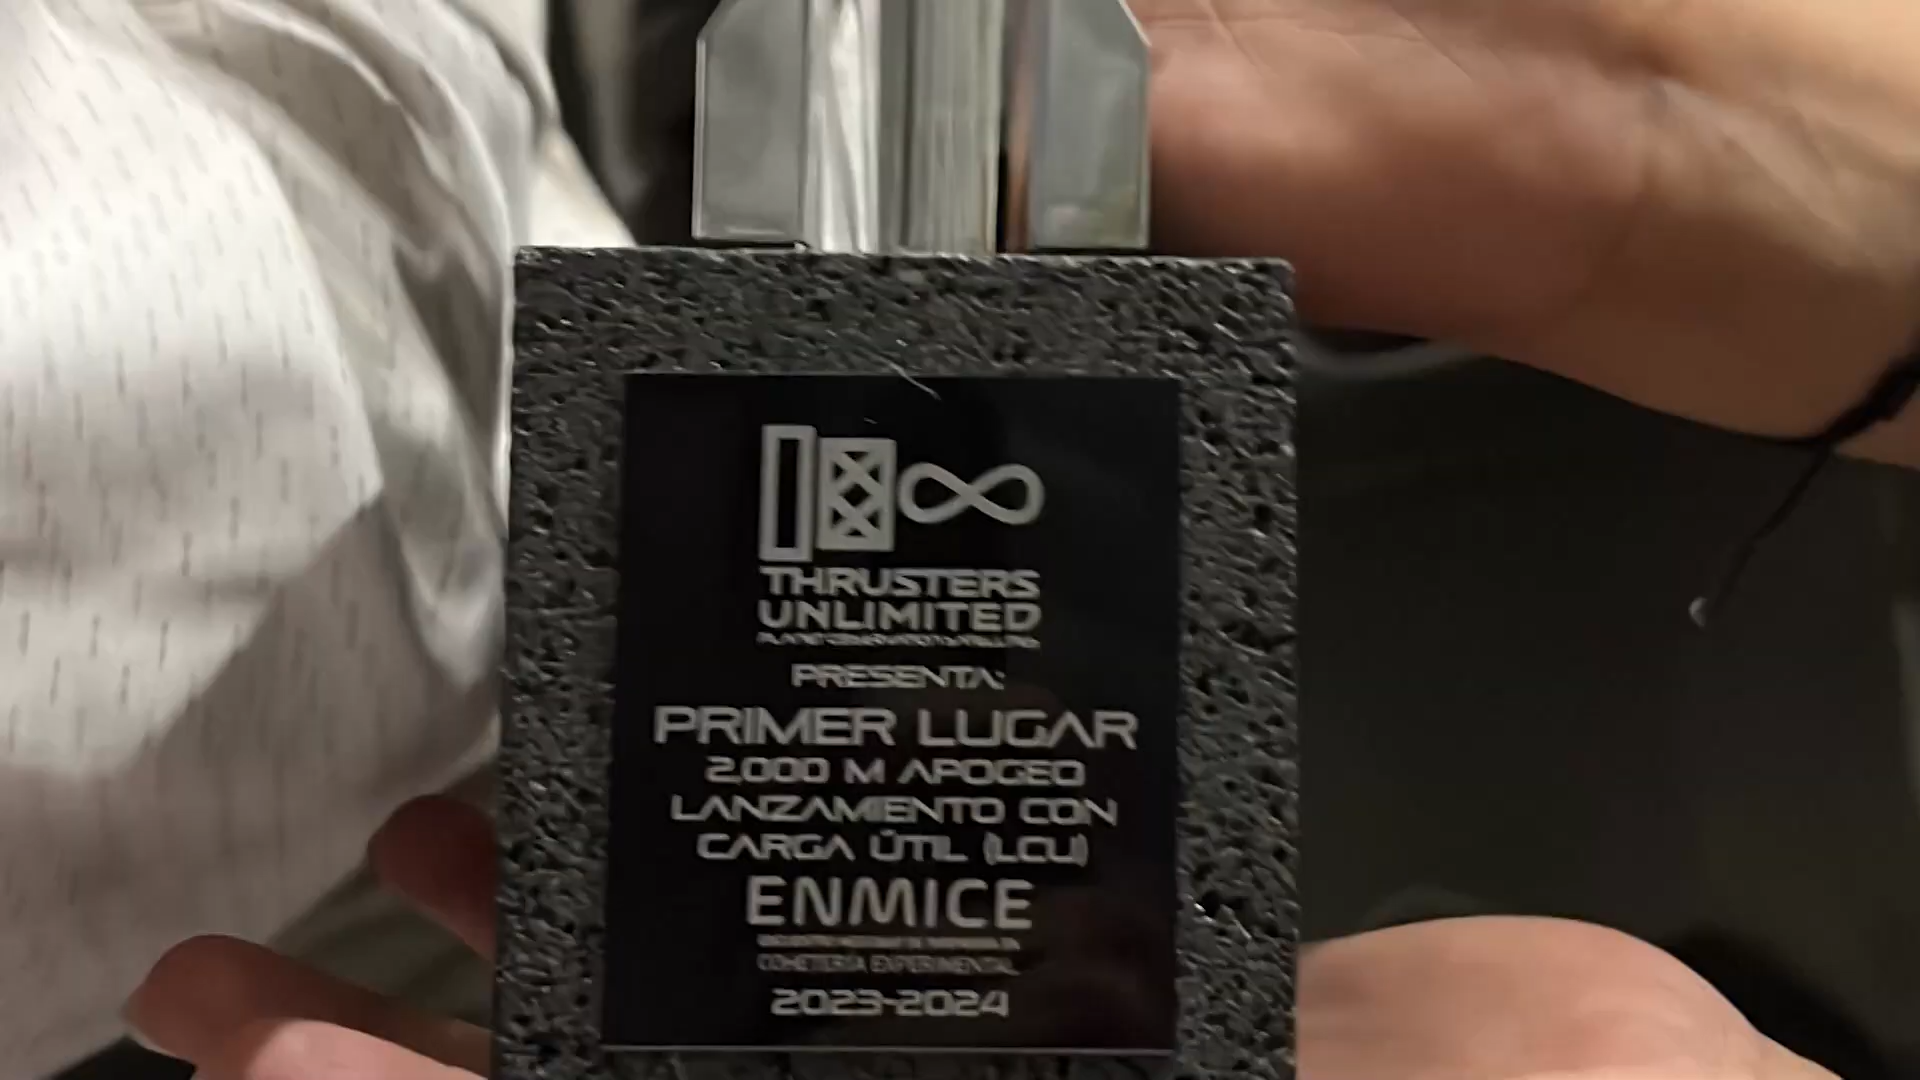 THRUSTERS
UNLIMITED
PRESENTA:
PRIMER LUGAR
2,000 M APOGEO
LANZAMIENTO CON
CARGA ÚTIL (LCU)
ENMICE
COHETERÍA EXPERIMENTAL
2023-2024